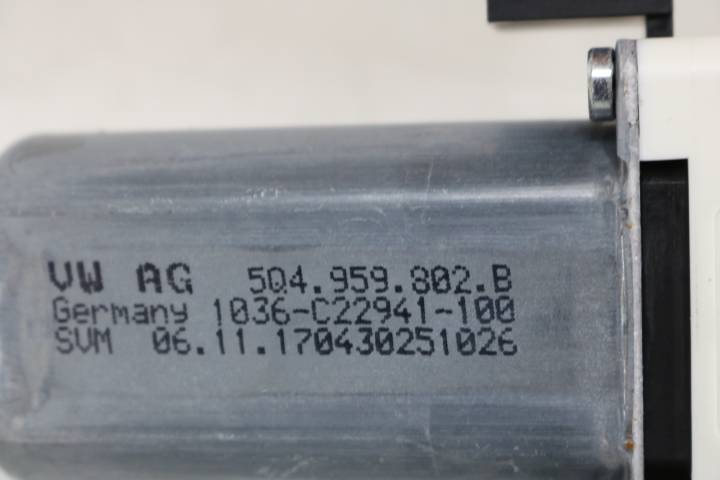 VW AG 5Q4.959.802.B
Germany 1036-C22941-100
SVM 06.11.170430251026